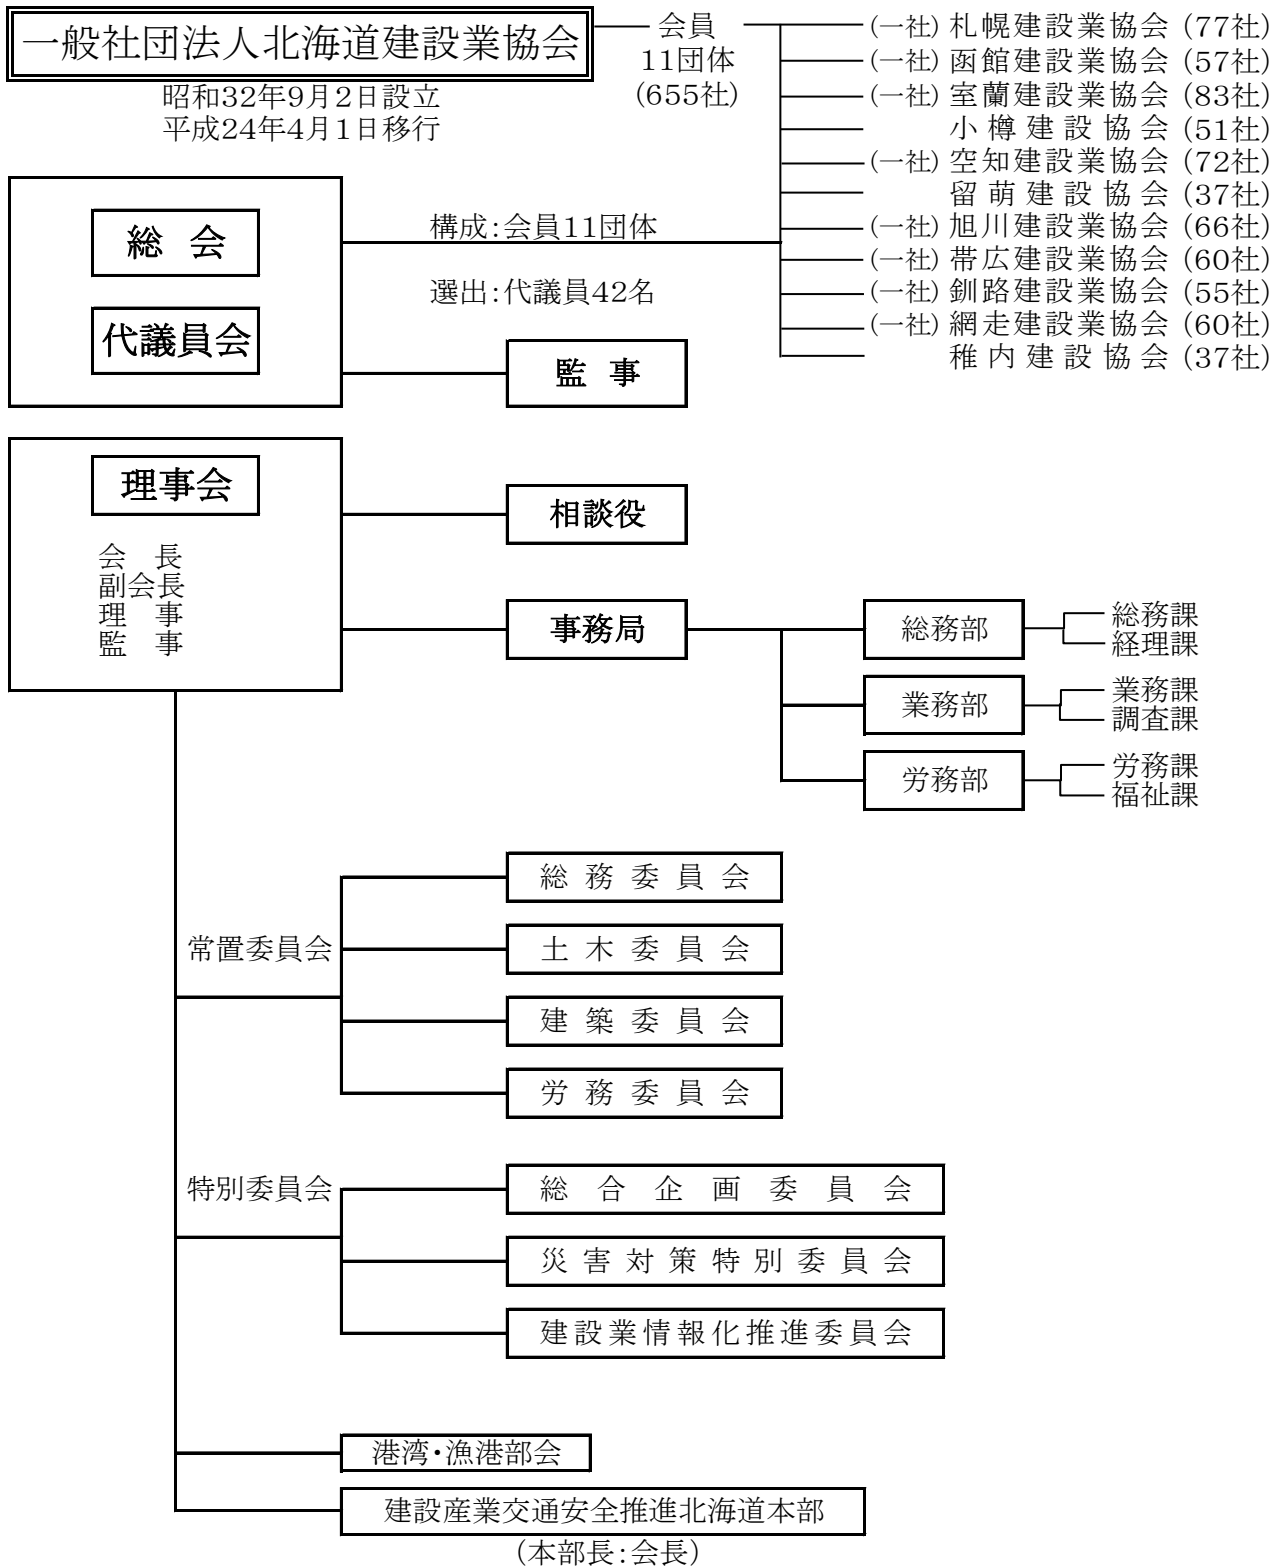 一般社団法人北海道建設業協会
昭和32年9月2日設立
平成24年4月1日移行
会員
11団体
(655社)
(一社) 札幌建設業協会 (77社)
(一社) 函館建設業協会 (57社)
(一社) 室蘭建設業協会 (83社)
小樽建設協会 (51社)
(一社) 空知建設業協会 (72社)
留萌建設協会 (37社)
(一社) 旭川建設業協会 (66社)
(一社) 帯広建設業協会 (60社)
(一社) 釧路建設業協会 (55社)
(一社) 網走建設業協会 (60社)
稚内建設協会 (37社)
総 会
代議員会
構成:会員11団体
選出:代議員42名
監 事
理事会
会 長
副会長
理 事
監 事
相談役
事務局
総務部
総務課
経理課
業務部
業務課
調査課
労務部
労務課
福祉課
常置委員会
総務委員会
土木委員会
建築委員会
労務委員会
特別委員会
総合企画委員会
災害対策特別委員会
建設業情報化推進委員会
港湾・漁港部会
建設産業交通安全推進北海道本部
(本部長:会長)